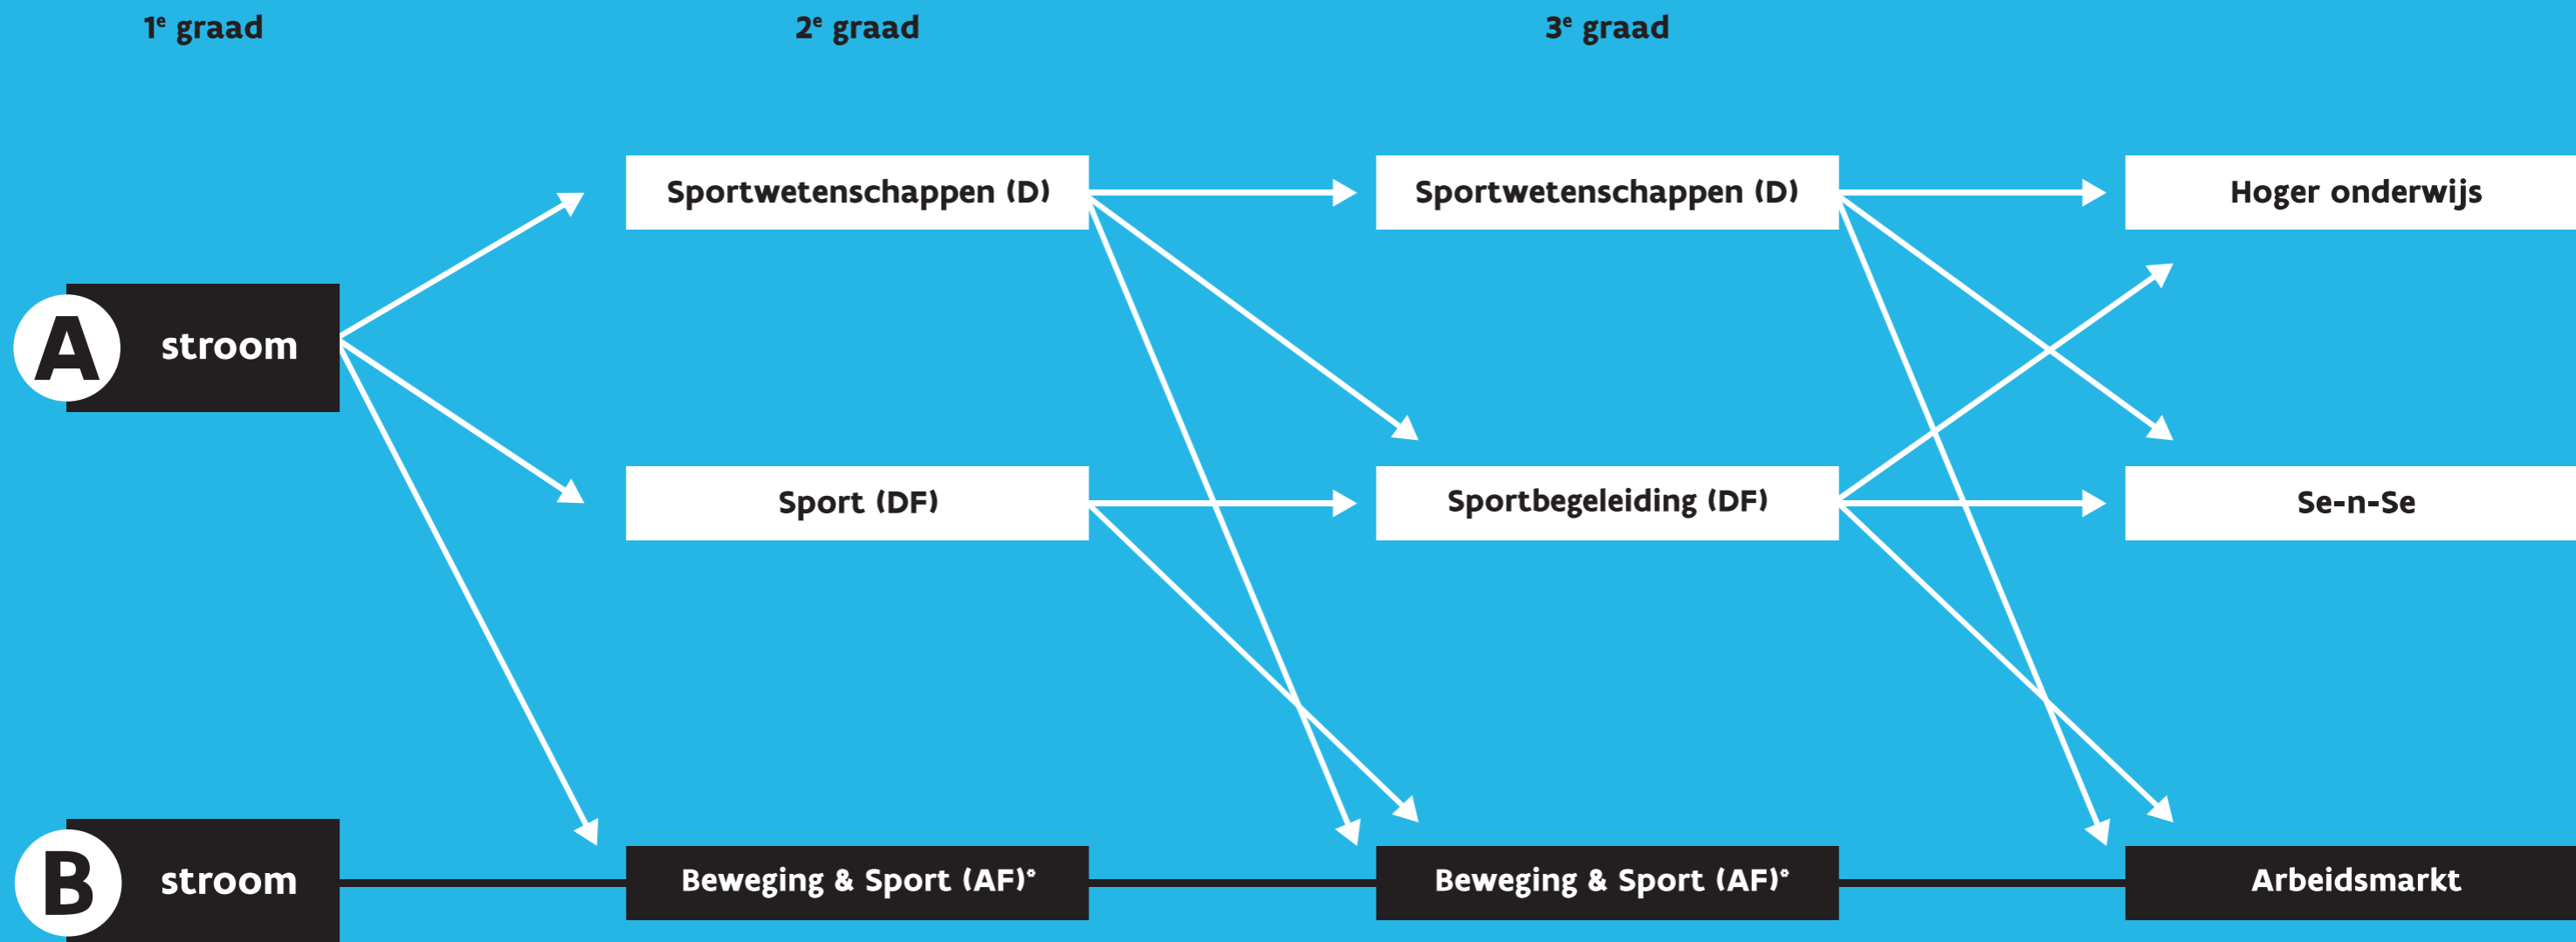 1e graad
2e graad
3e graad
Sportwetenschappen (D)
Sportwetenschappen (D)
Hoger onderwijs
A stroom
Sport (DF)
Sportbegeleiding (DF)
Se-n-Se
B stroom
Beweging & Sport (AF)*
Beweging & Sport (AF)*
Arbeidsmarkt